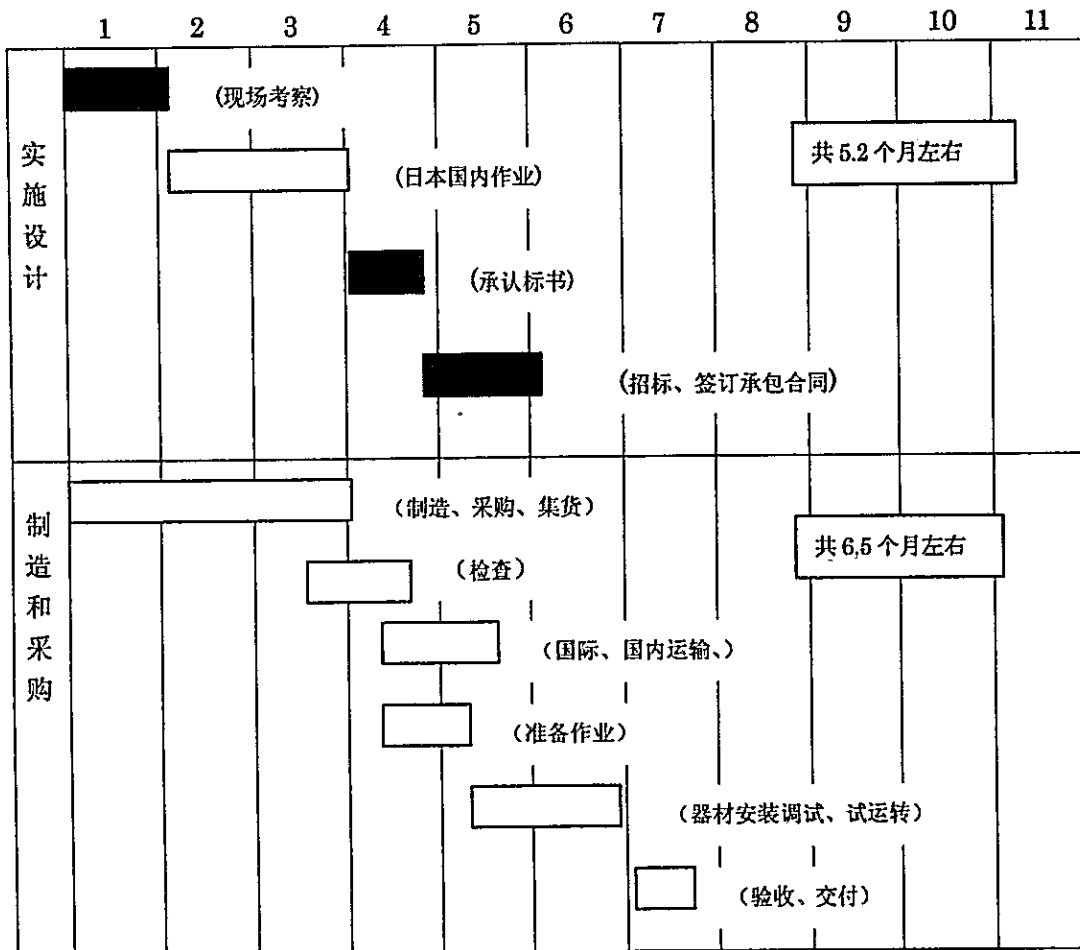 1 2 3 4 5 6 7 8 9 10 11
实施设计
(现场考察)
共 5.2 个月左右
(日本国内作业)
(承认标书)
(招标、签订承包合同)
制造和采购
(制造、采购、集货)
共 6,5 个月左右
(检查)
(国际、国内运输、)
(准备作业)
(器材安装调试、试运转)
(验收、交付)